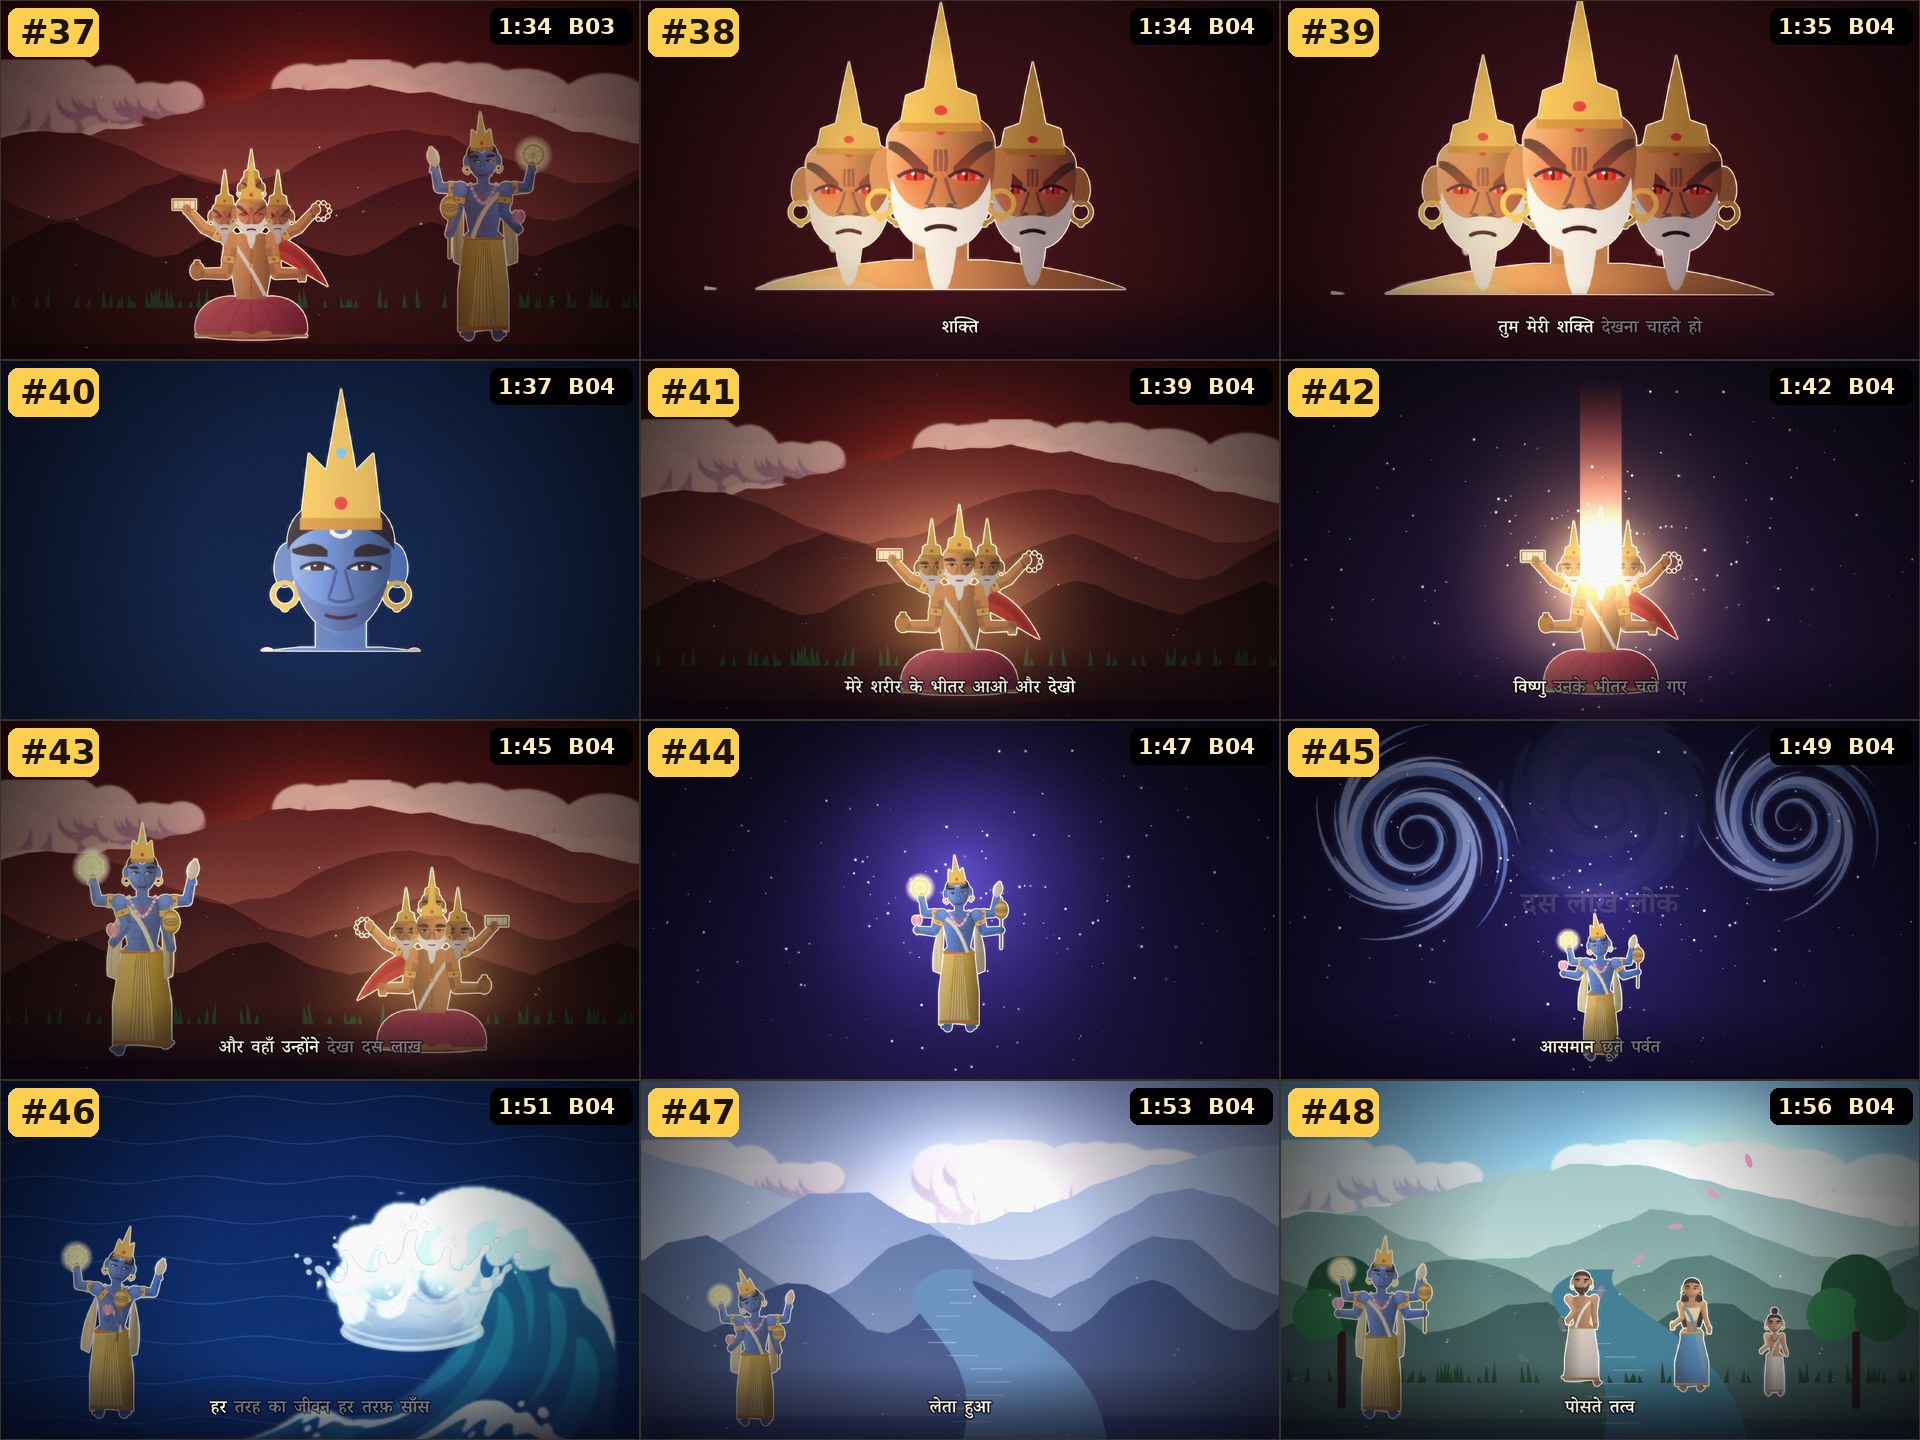 #37
1:34 B03
#38
1:34 B04
शक्ति
#39
1:35 B04
तुम मेरी शक्ति देखना चाहते हो
#40
1:37 B04
#41
1:39 B04
मेरे शरीर के भीतर आओ और देखो
#42
1:42 B04
विष्णु उनके भीतर चले गए
#43
1:45 B04
और वहाँ उन्होंने देखा दस लाख
#44
1:47 B04
#45
1:49 B04
दस लाख लोक
आसमान छूते पर्वत
#46
1:51 B04
हर तरह का जीवन हर तरफ़ साँस
#47
1:53 B04
लेता हुआ
#48
1:56 B04
पोसते तत्व